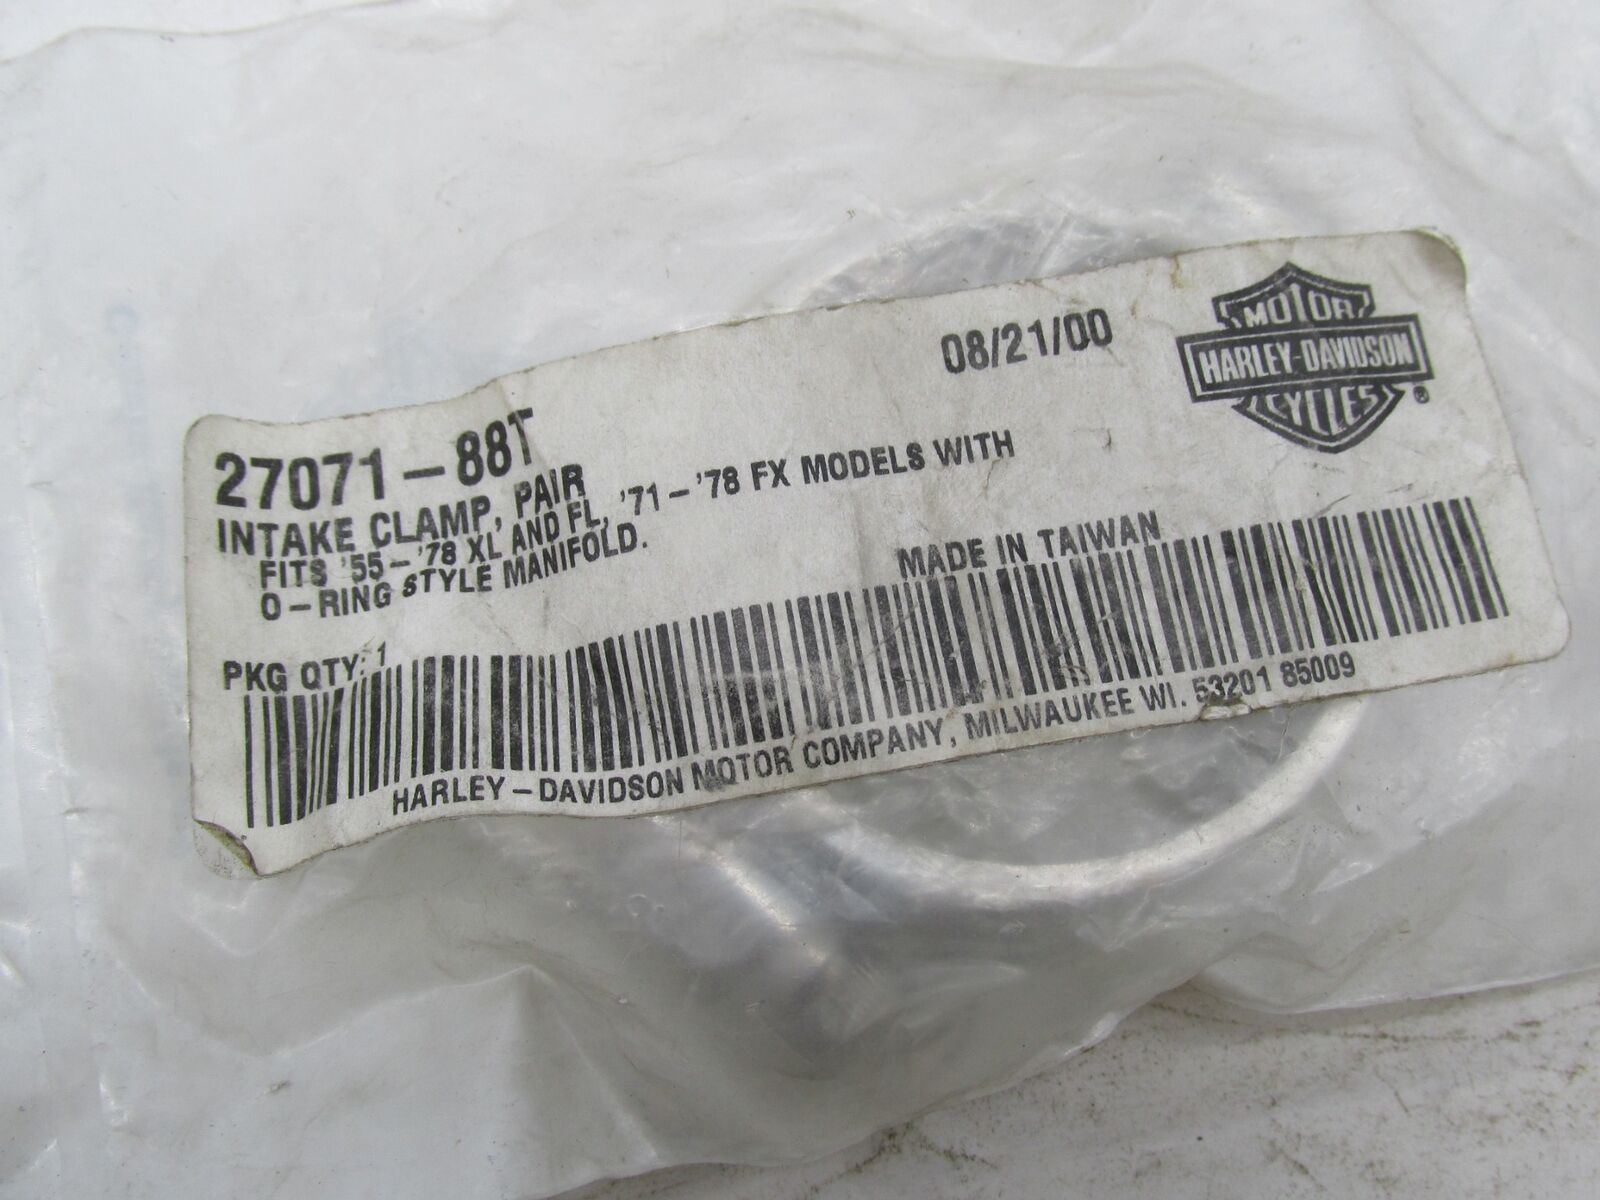 08/21/00
MOTOR
HARLEY-DAVIDSON
CYCLES
®
27071-88T
INTAKE CLAMP, PAIR
FITS '55-'78 XL AND FL, '71-'78 FX MODELS WITH
O-RING STYLE MANIFOLD.
MADE IN TAIWAN
PKG QTY: 1
HARLEY-DAVIDSON MOTOR COMPANY, MILWAUKEE WI. 53201 85009